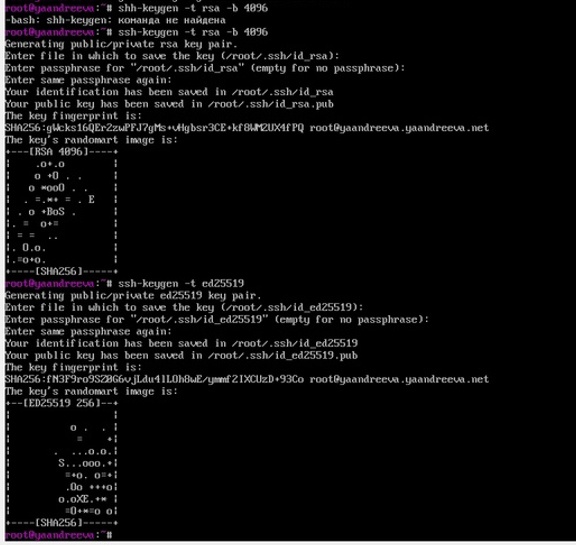 root@yaandreeva:~# shh-keygen -t rsa -b 4096
-bash: shh-keygen: команда не найдена
root@yaandreeva:~# ssh-keygen -t rsa -b 4096
Generating public/private rsa key pair.
Enter file in which to save the key (/root/.ssh/id_rsa):
Enter passphrase for "/root/.ssh/id_rsa" (empty for no passphrase):
Enter same passphrase again:
Your identification has been saved in /root/.ssh/id_rsa
Your public key has been saved in /root/.ssh/id_rsa.pub
The key fingerprint is:
SHA256:gWcks16QEr2zwPFJ7gMs+vHgbsr3CE+kf8WM2UX4fPQ root@yaandreeva.yaandreeva.net
The key's randomart image is:
+---[RSA 4096]----+
|     .o+.o       |
|     o +O . .    |
|    o *ooO . .   |
|   . =.*+ = . E  |
|  . o +BoS .     |
| . =  o+=        |
|  = =  ..        |
|. O.o.           |
|.=o+o.           |
+----[SHA256]-----+
root@yaandreeva:~# ssh-keygen -t ed25519
Generating public/private ed25519 key pair.
Enter file in which to save the key (/root/.ssh/id_ed25519):
Enter passphrase for "/root/.ssh/id_ed25519" (empty for no passphrase):
Enter same passphrase again:
Your identification has been saved in /root/.ssh/id_ed25519
Your public key has been saved in /root/.ssh/id_ed25519.pub
The key fingerprint is:
SHA256:fN3F9ro9S20G6vjLdu41LOh8wE/ymmf2IXCUzD+93Co root@yaandreeva.yaandreeva.net
The key's randomart image is:
+--[ED25519 256]--+
|                 |
|          o .  . |
|           =    +|
|       .  ...o.o.|
|        S...ooo.+|
|         =+o. o=+|
|         .Oo +++o|
|        o.oXE.+* |
|         =O+*=o o|
+----[SHA256]-----+
root@yaandreeva:~#